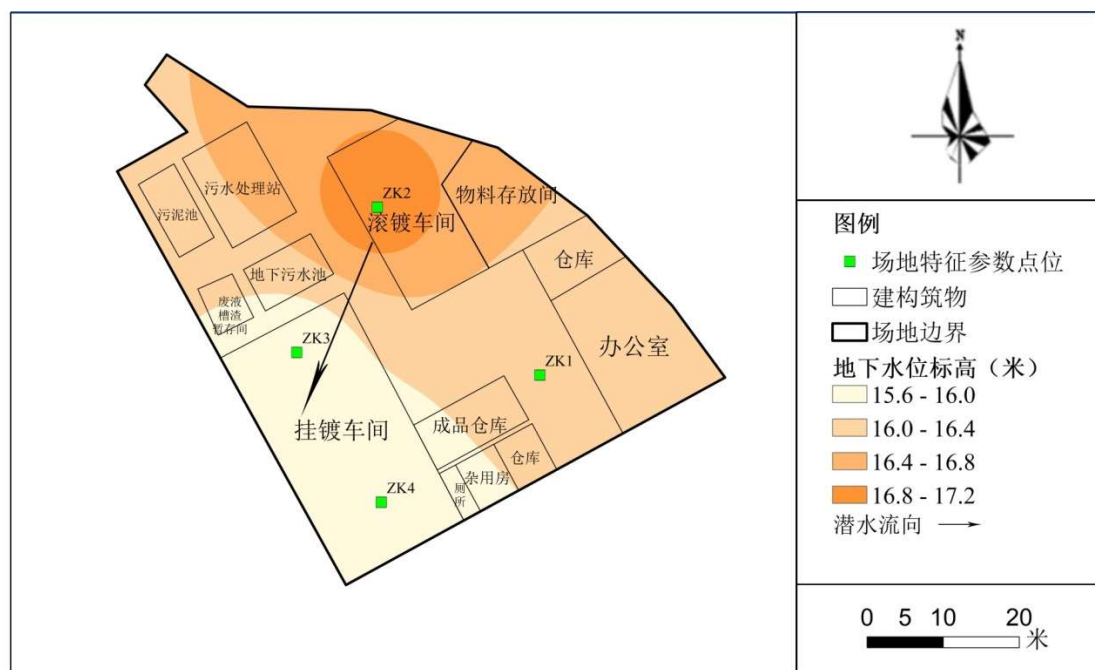 N
ZK2
滚镀车间
物料存放间
污水处理站
污泥池
仓库
地下污水池
废液
槽渣
暂存间
ZK3
ZK1
办公室
挂镀车间
成品仓库
仓库
杂用房
厕
所
ZK4
图例
场地特征参数点位
建构筑物
场地边界
地下水位标高（米）
15.6 - 16.0
16.0 - 16.4
16.4 - 16.8
16.8 - 17.2
潜水流向
0 5 10 20
米